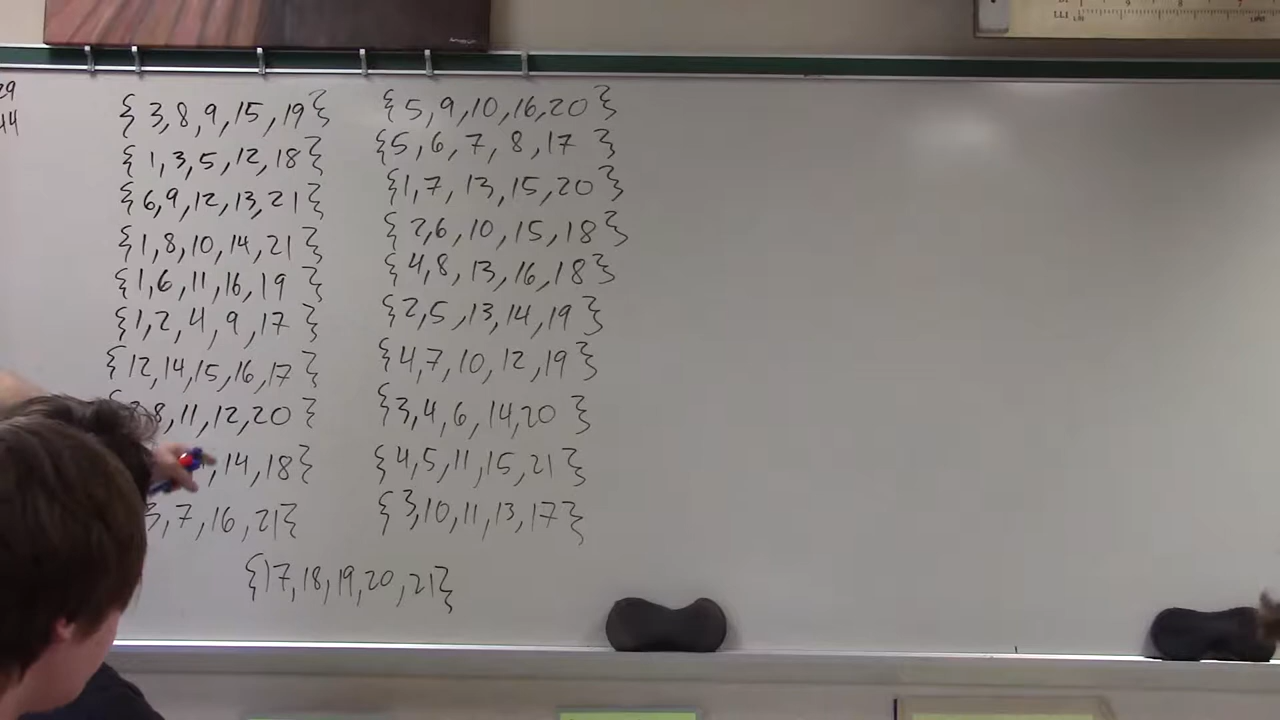 29
44
{ 3, 8, 9, 15, 19 }
{ 1, 3, 5, 12, 18 }
{ 6, 9, 12, 13, 21 }
{ 1, 8, 10, 14, 21 }
{ 1, 6, 11, 16, 19 }
{ 1, 2, 4, 9, 17 }
{ 12, 14, 15, 16, 17 }
8, 11, 12, 20 }
, 14, 18 }
3, 7, 16, 21 }
{ 5, 9, 10, 16, 20 }
{ 5, 6, 7, 8, 17 }
{ 1, 7, 13, 15, 20 }
{ 2, 6, 10, 15, 18 }
{ 4, 8, 13, 16, 18 }
{ 2, 5, 13, 14, 19 }
{ 4, 7, 10, 12, 19 }
{ 3, 4, 6, 14, 20 }
{ 4, 5, 11, 15, 21 }
{ 3, 10, 11, 13, 17 }
{ 17, 18, 19, 20, 21 }